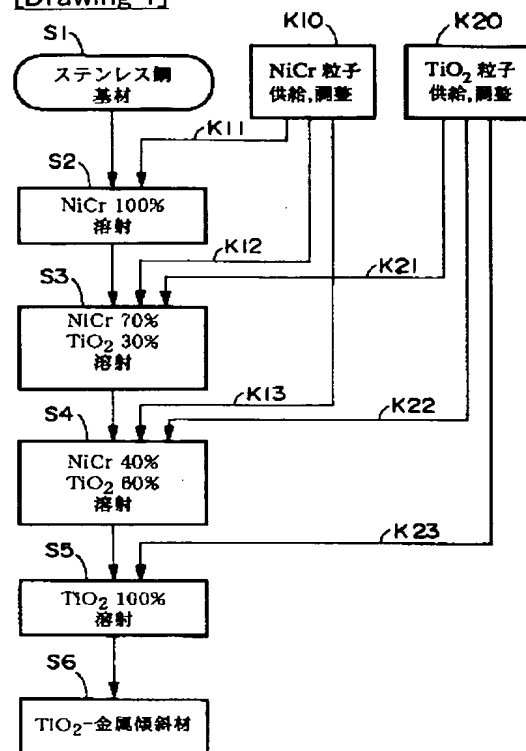 [Drawing 1]
S1
K10
K20
ステンレス鋼
基材
NiCr 粒子
供給,調整
TiO2 粒子
供給,調整
K11
S2
NiCr 100%
溶射
K12
K21
S3
NiCr 70%
TiO2 30%
溶射
K13
K22
S4
NiCr 40%
TiO2 60%
溶射
K23
S5
TiO2 100%
溶射
S6
TiO2-金属傾斜材